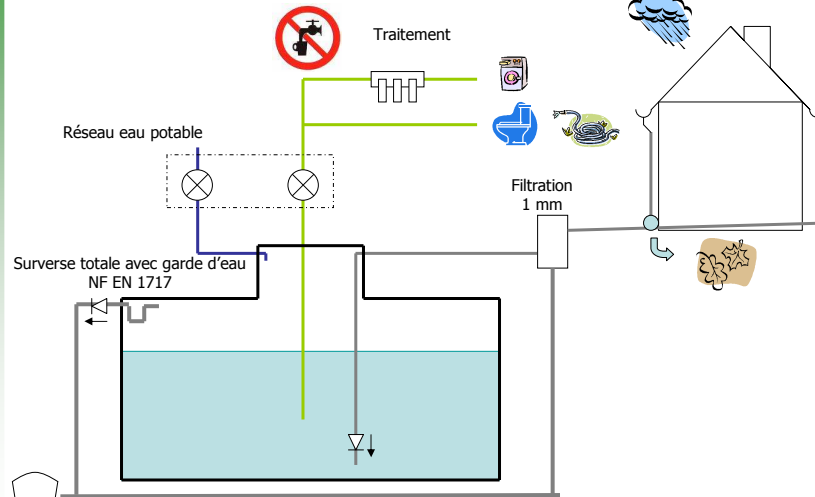 Traitement
Réseau eau potable
Filtration
1 mm
Surverse totale avec garde d'eau
NF EN 1717